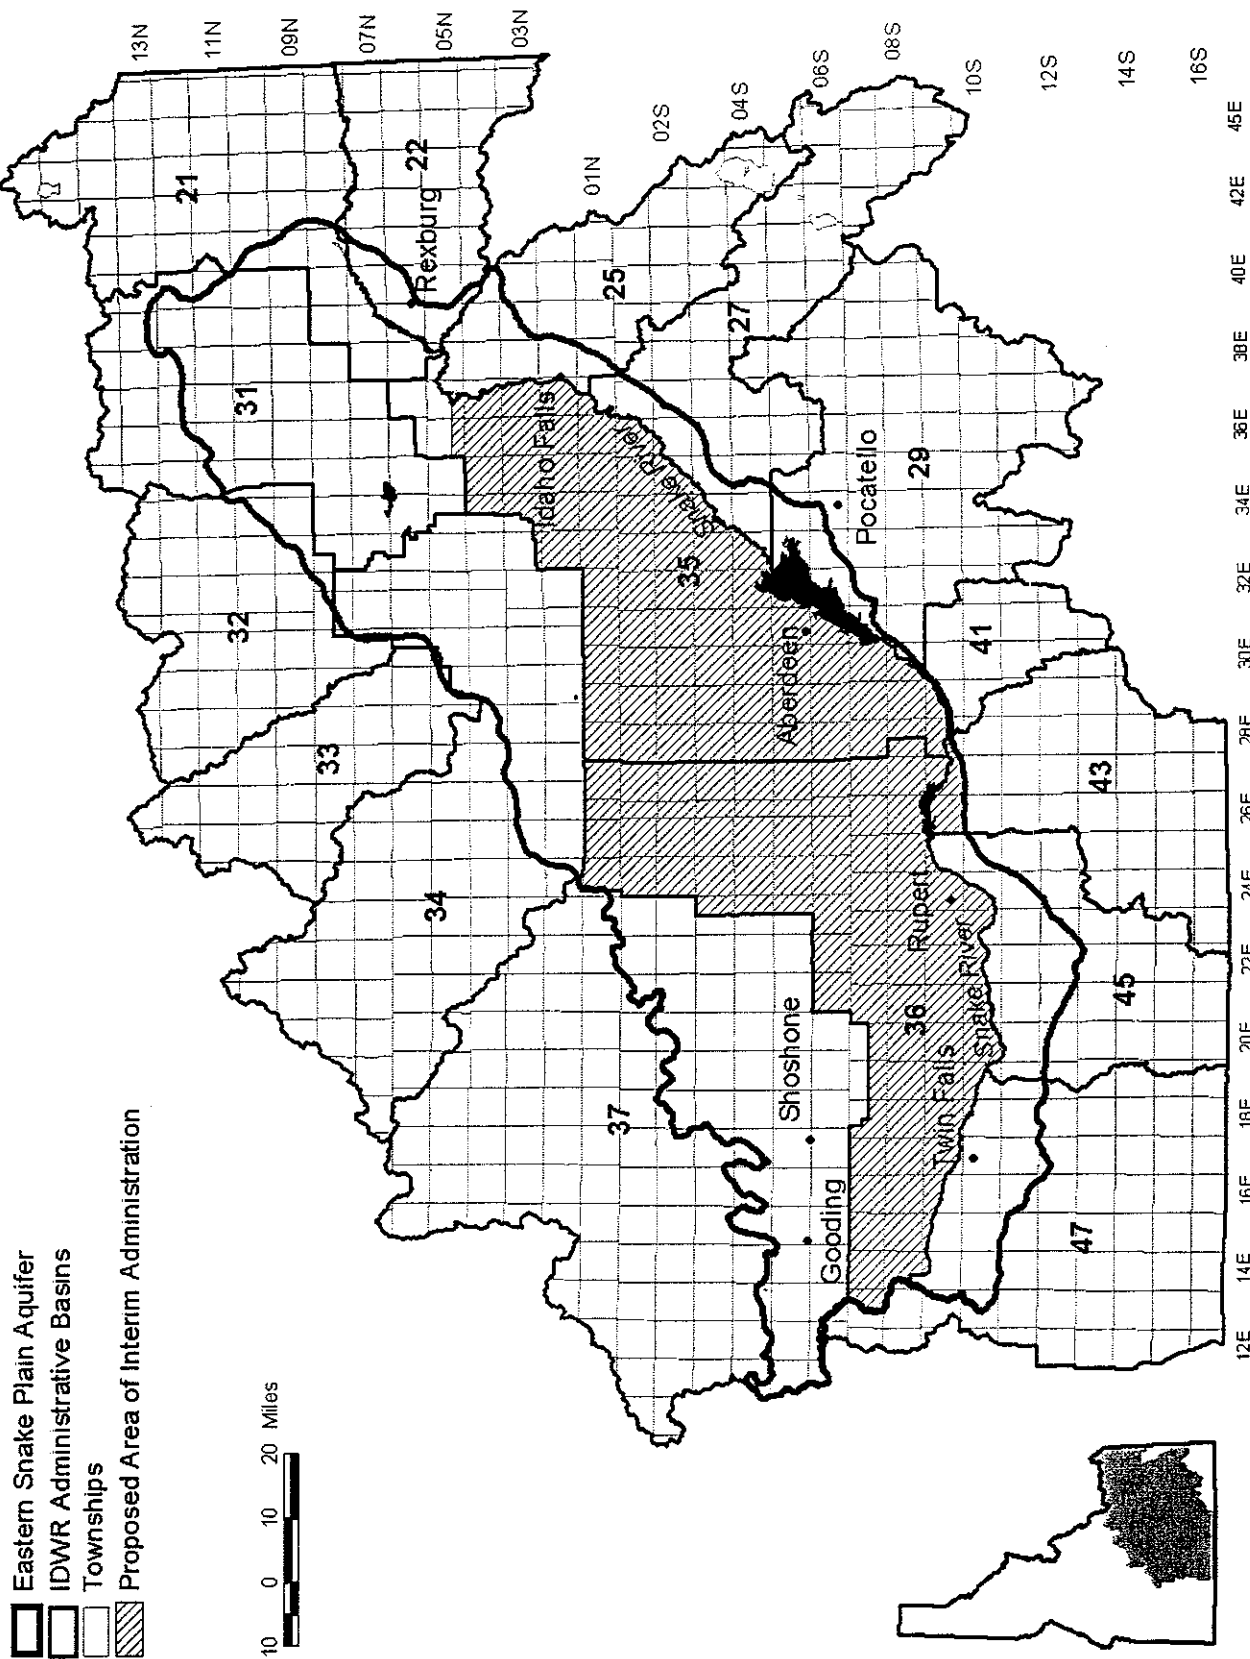 Eastern Snake Plain Aquifer
IDWR Administrative Basins
Townships
Proposed Area of Interim Administration
10 0 10 20 Miles
13N
11N
09N
07N
05N
03N
01N
02S
04S
06S
08S
10S
12S
14S
16S
21
22
Rexburg
25
27
29
31
32
33
34
35
36
37
41
43
45
47
Idaho Falls
Snake River
Pocatello
Aberdeen
Rupert
Snake River
Twin Falls
Shoshone
Gooding
12E 14E 16E 18E 20E 22E 24E 26E 28E 30E 32E 34E 36E 38E 40E 42E 45E